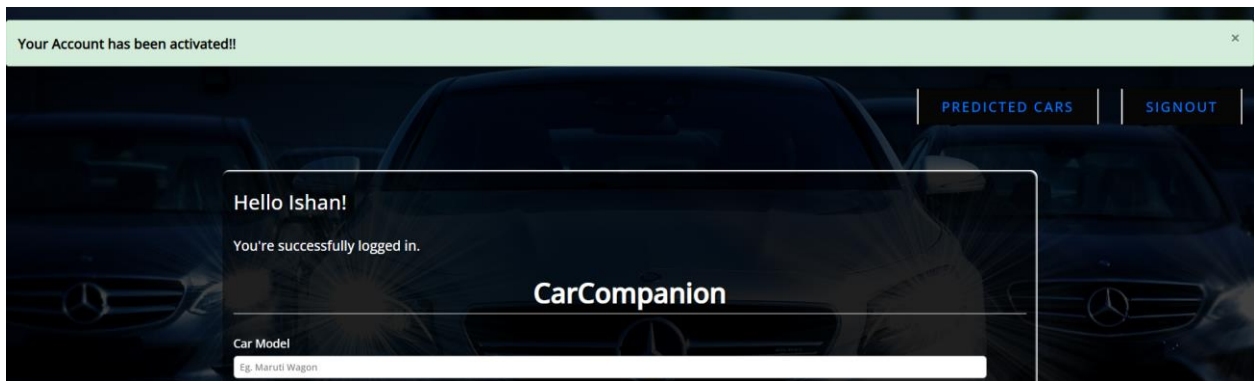 Your Account has been activated!!
×
PREDICTED CARS
SIGNOUT
Hello Ishan!
You're successfully logged in.
CarCompanion
Car Model
Eg. Maruti Wagon